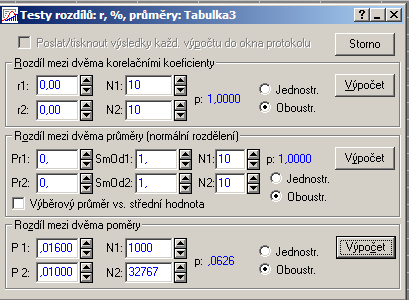 Testy rozdílů: r, %, průměry: Tabulka3
Poslat/tisknout výsledky každ. výpočtu do okna protokolu
Storno
Rozdíl mezi dvěma korelačními koeficienty
r1: 0,00 N1: 10 Jednostr. Výpočet
p: 1,0000
r2: 0,00 N2: 10 Oboustr.
Rozdíl mezi dvěma průměry (normální rozdělení)
Pr1: 0, SmOd1: 1, N1: 10 p: 1,0000 Výpočet
Pr2: 0, SmOd2: 1, N2: 10 Jednostr.
Výběrový průměr vs. střední hodnota Oboustr.
Rozdíl mezi dvěma poměry
P 1: ,01600 N1: 1000 Jednostr. Výpočet
p: ,0626
P 2: ,01000 N2: 32767 Oboustr.